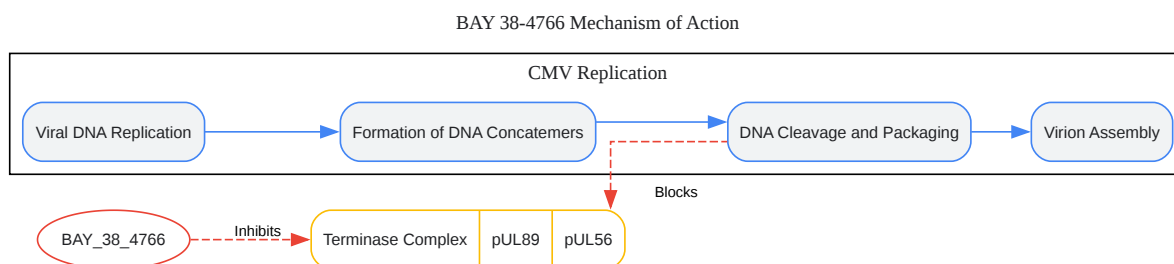 BAY 38-4766 Mechanism of Action
CMV Replication
Viral DNA Replication
Formation of DNA Concatemers
DNA Cleavage and Packaging
Virion Assembly
Blocks
BAY_38_4766
Inhibits
Terminase Complex
pUL89
pUL56